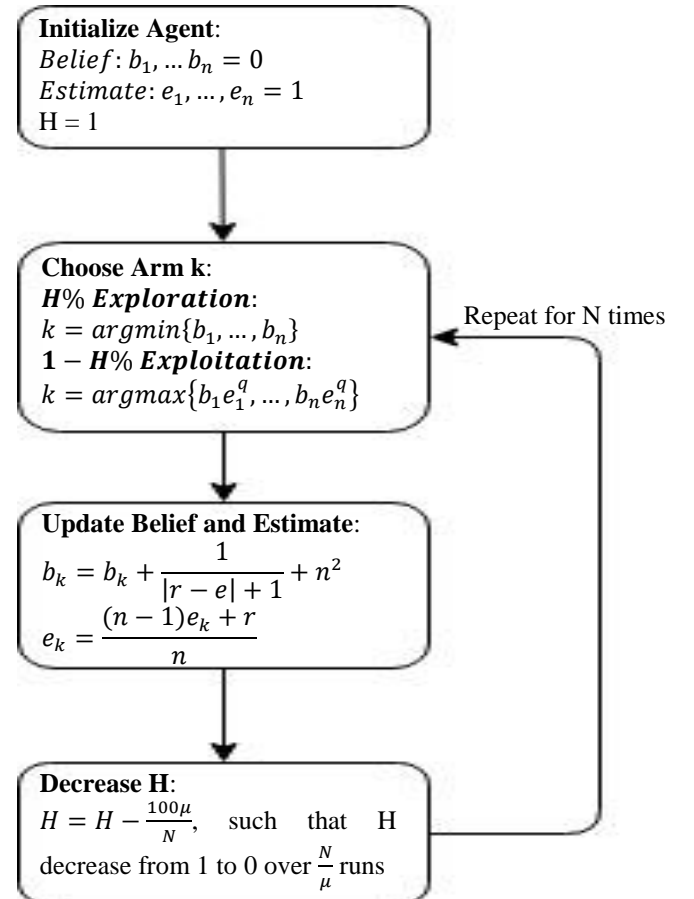 Initialize Agent:
Belief: b₁, … bₙ = 0
Estimate: e₁, … , eₙ = 1
H = 1
Choose Arm k:
H% Exploration:
k = argmin{b₁, … , bₙ}
1 − H% Exploitation:
k = argmax{b₁e₁^q, … , bₙeₙ^q}
Repeat for N times
Update Belief and Estimate:
b_k = b_k + 1/(|r − e| + 1) + n²
e_k = ((n − 1)e_k + r)/n
Decrease H:
H = H − 100μ/N, such that H
decrease from 1 to 0 over N/μ runs